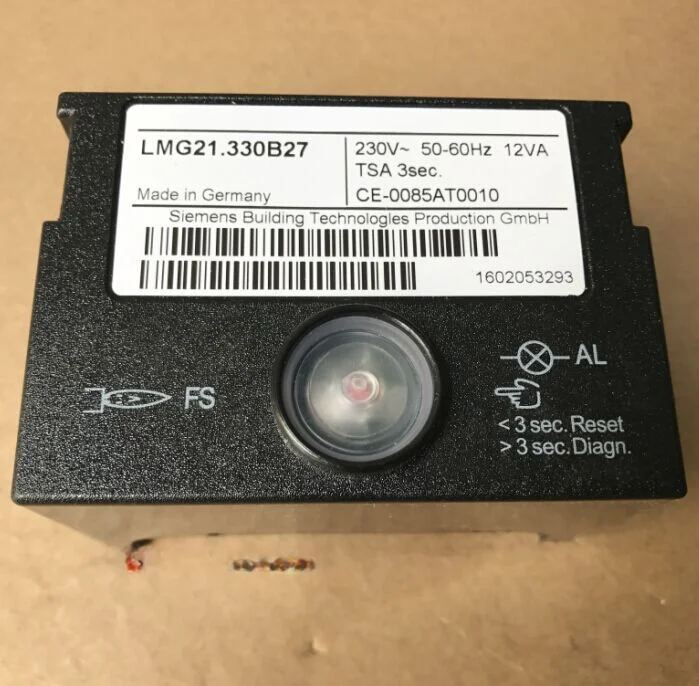 LMG21.330B27
230V~ 50-60Hz 12VA
TSA 3sec.
Made in Germany
CE-0085AT0010
Siemens Building Technologies Production GmbH
1602053293
FS
AL
< 3 sec. Reset
> 3 sec. Diagn.